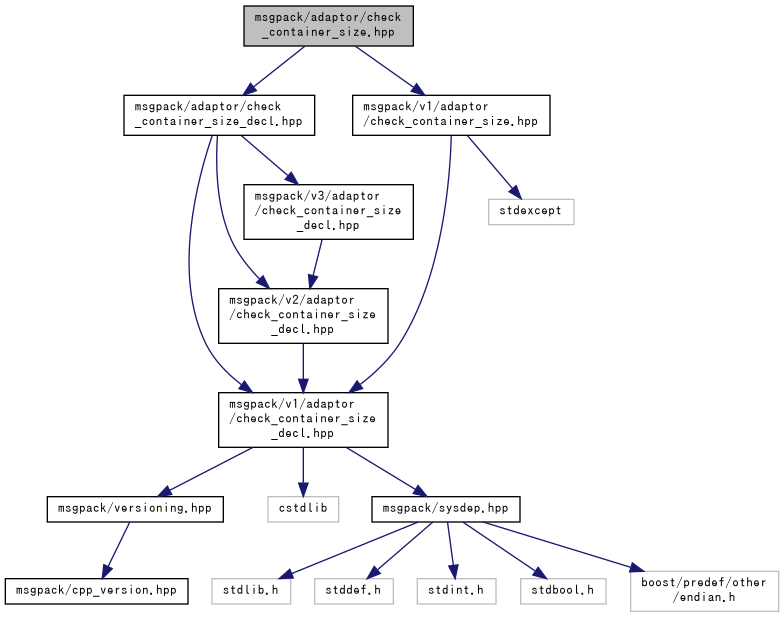 msgpack/adaptor/check
_container_size.hpp
msgpack/adaptor/check
_container_size_decl.hpp
msgpack/v1/adaptor
/check_container_size.hpp
msgpack/v3/adaptor
/check_container_size
_decl.hpp
stdexcept
msgpack/v2/adaptor
/check_container_size
_decl.hpp
msgpack/v1/adaptor
/check_container_size
_decl.hpp
msgpack/versioning.hpp
cstdlib
msgpack/sysdep.hpp
msgpack/cpp_version.hpp
stdlib.h
stddef.h
stdint.h
stdbool.h
boost/predef/other
/endian.h